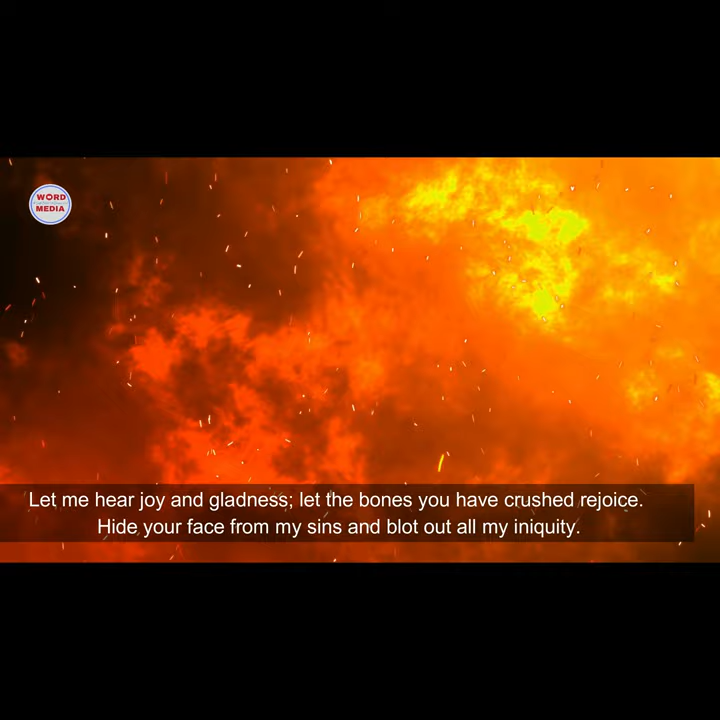 WORD
MEDIA
Let me hear joy and gladness; let the bones you have crushed rejoice.
Hide your face from my sins and blot out all my iniquity.